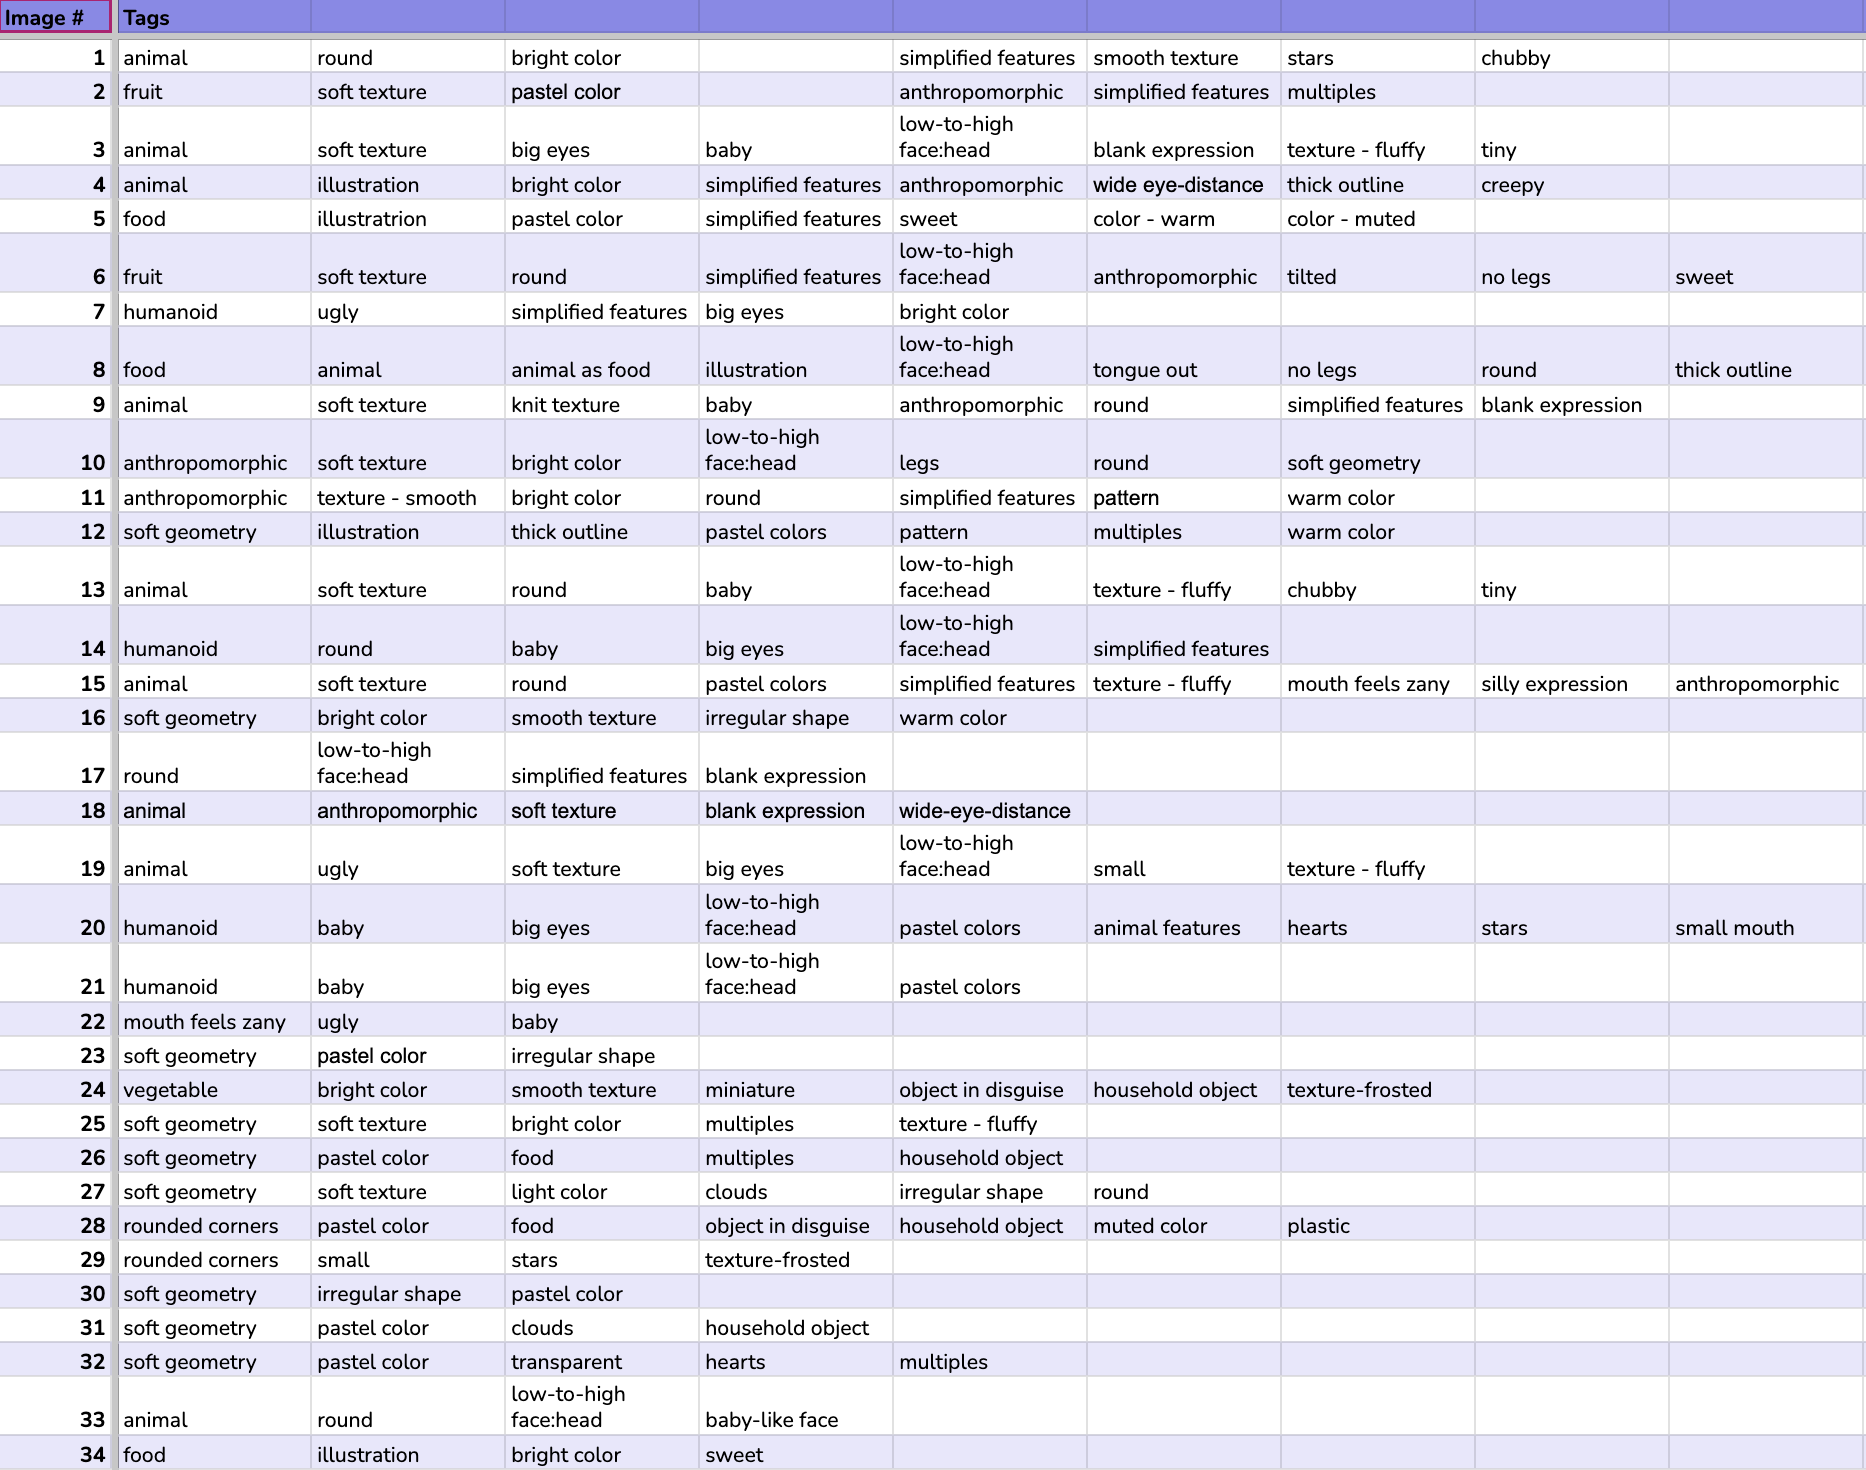 Image # Tags
1 animal round bright color simplified features smooth texture stars chubby
2 fruit soft texture pastel color anthropomorphic simplified features multiples
3 animal soft texture big eyes baby low-to-high face:head blank expression texture - fluffy tiny
4 animal illustration bright color simplified features anthropomorphic wide eye-distance thick outline creepy
5 food illustratrion pastel color simplified features sweet color - warm color - muted
6 fruit soft texture round simplified features low-to-high face:head anthropomorphic tilted no legs sweet
7 humanoid ugly simplified features big eyes bright color
8 food animal animal as food illustration low-to-high face:head tongue out no legs round thick outline
9 animal soft texture knit texture baby anthropomorphic round simplified features blank expression
10 anthropomorphic soft texture bright color low-to-high face:head legs round soft geometry
11 anthropomorphic texture - smooth bright color round simplified features pattern warm color
12 soft geometry illustration thick outline pastel colors pattern multiples warm color
13 animal soft texture round baby low-to-high face:head texture - fluffy chubby tiny
14 humanoid round baby big eyes low-to-high face:head simplified features
15 animal soft texture round pastel colors simplified features texture - fluffy mouth feels zany silly expression anthropomorphic
16 soft geometry bright color smooth texture irregular shape warm color
17 round low-to-high face:head simplified features blank expression
18 animal anthropomorphic soft texture blank expression wide-eye-distance
19 animal ugly soft texture big eyes low-to-high face:head small texture - fluffy
20 humanoid baby big eyes low-to-high face:head pastel colors animal features hearts stars small mouth
21 humanoid baby big eyes low-to-high face:head pastel colors
22 mouth feels zany ugly baby
23 soft geometry pastel color irregular shape
24 vegetable bright color smooth texture miniature object in disguise household object texture-frosted
25 soft geometry soft texture bright color multiples texture - fluffy
26 soft geometry pastel color food multiples household object
27 soft geometry soft texture light color clouds irregular shape round
28 rounded corners pastel color food object in disguise household object muted color plastic
29 rounded corners small stars texture-frosted
30 soft geometry irregular shape pastel color
31 soft geometry pastel color clouds household object
32 soft geometry pastel color transparent hearts multiples
33 animal round low-to-high face:head baby-like face
34 food illustration bright color sweet